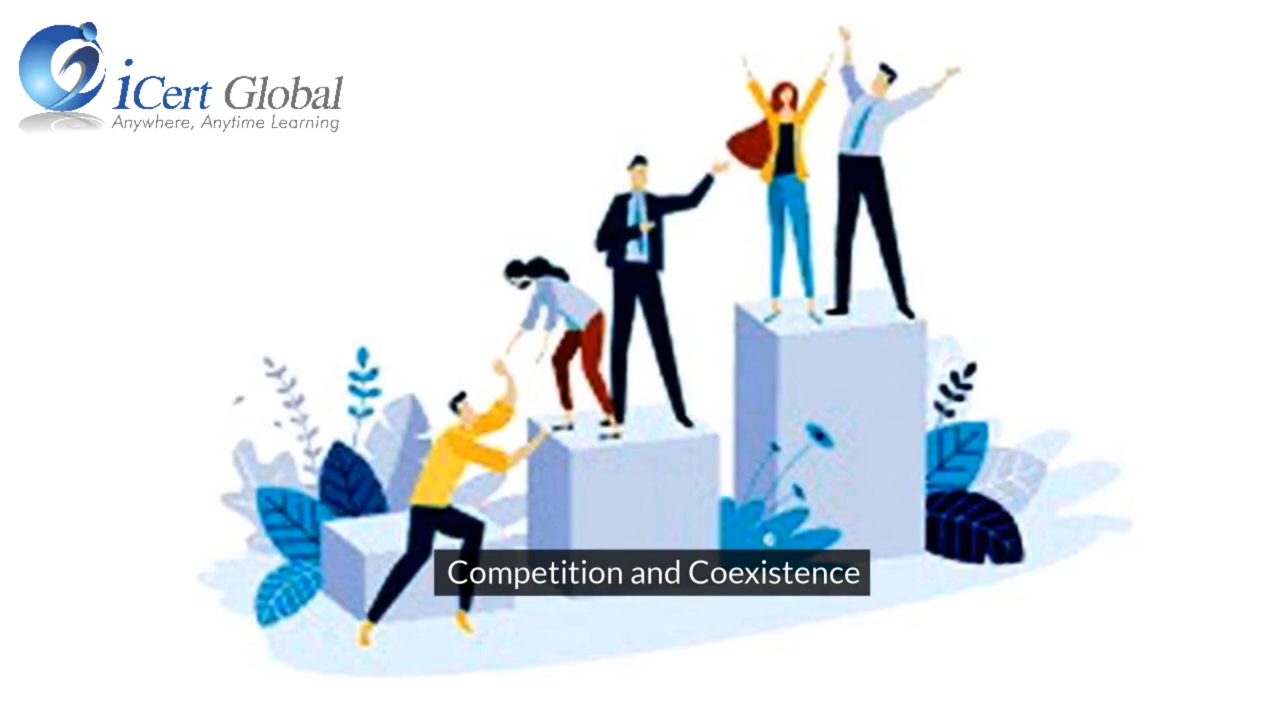 iCert Global
Anywhere, Anytime Learning
Competition and Coexistence